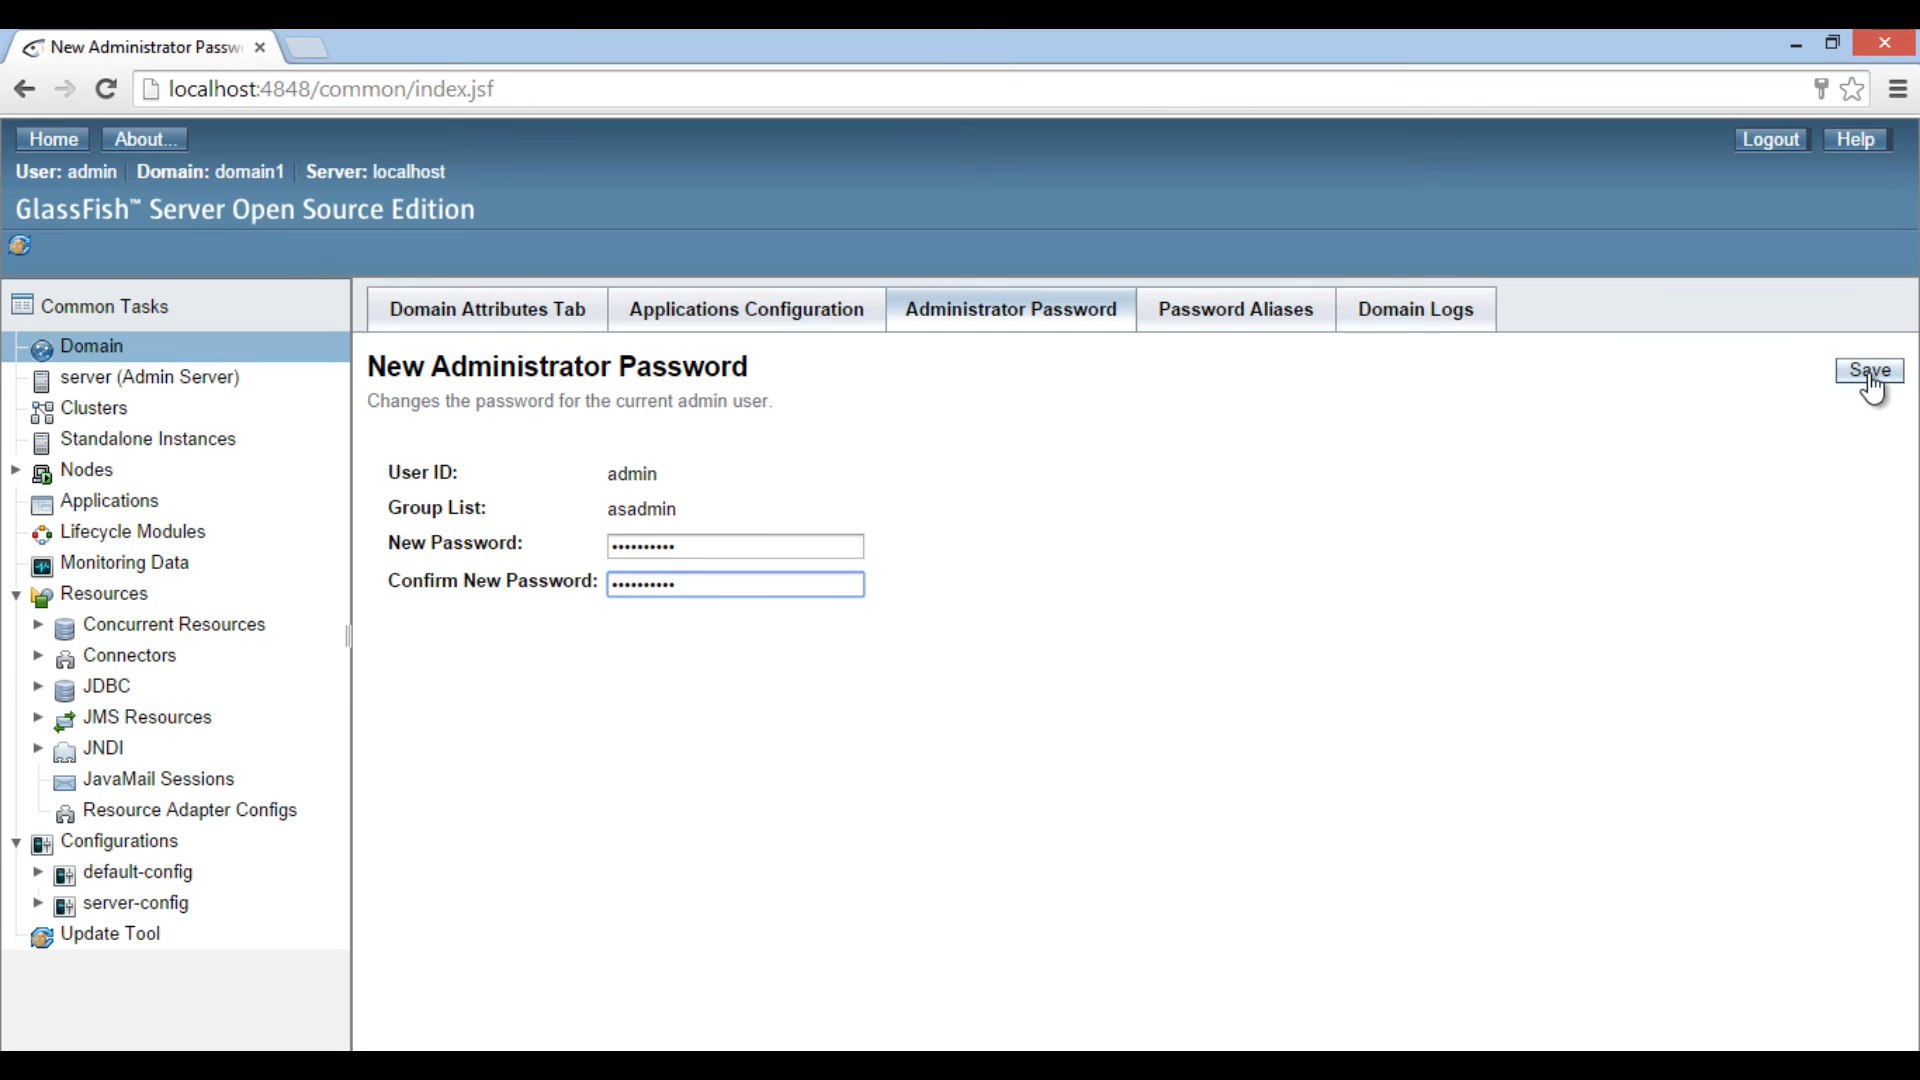 New Administrator Passw
localhost:4848/common/index.jsf
Home About... Logout Help
User: admin Domain: domain1 Server: localhost
GlassFish™ Server Open Source Edition
Common Tasks
Domain
server (Admin Server)
Clusters
Standalone Instances
Nodes
Applications
Lifecycle Modules
Monitoring Data
Resources
Concurrent Resources
Connectors
JDBC
JMS Resources
JNDI
JavaMail Sessions
Resource Adapter Configs
Configurations
default-config
server-config
Update Tool
Domain Attributes Tab Applications Configuration Administrator Password Password Aliases Domain Logs
New Administrator Password
Save
Changes the password for the current admin user.
User ID: admin
Group List: asadmin
New Password: ••••••••••
Confirm New Password: ••••••••••